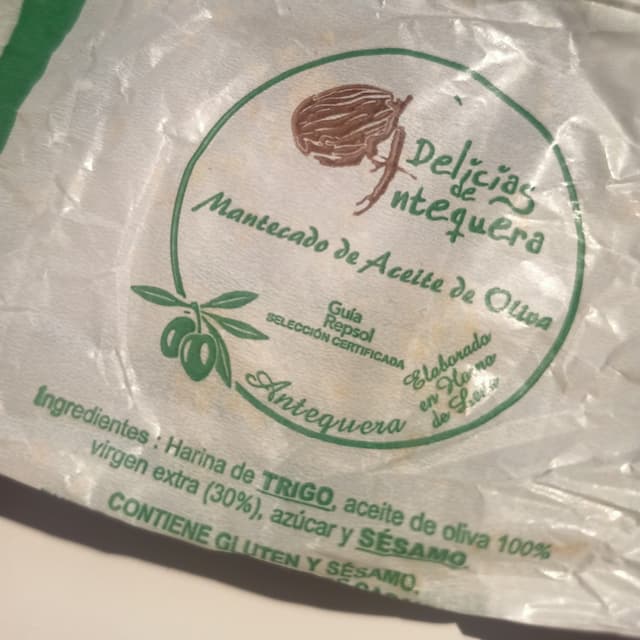 Delicias
de
ntequera
Mantecado de Aceite de Oliva
Guía
Repsol
SELECCIÓN CERTIFICADA
Elaborado
en Horno
de Leña
Antequera
Ingredientes : Harina de TRIGO, aceite de oliva 100%
virgen extra (30%), azúcar y SÉSAMO.
CONTIENE GLUTEN Y SÉSAMO.